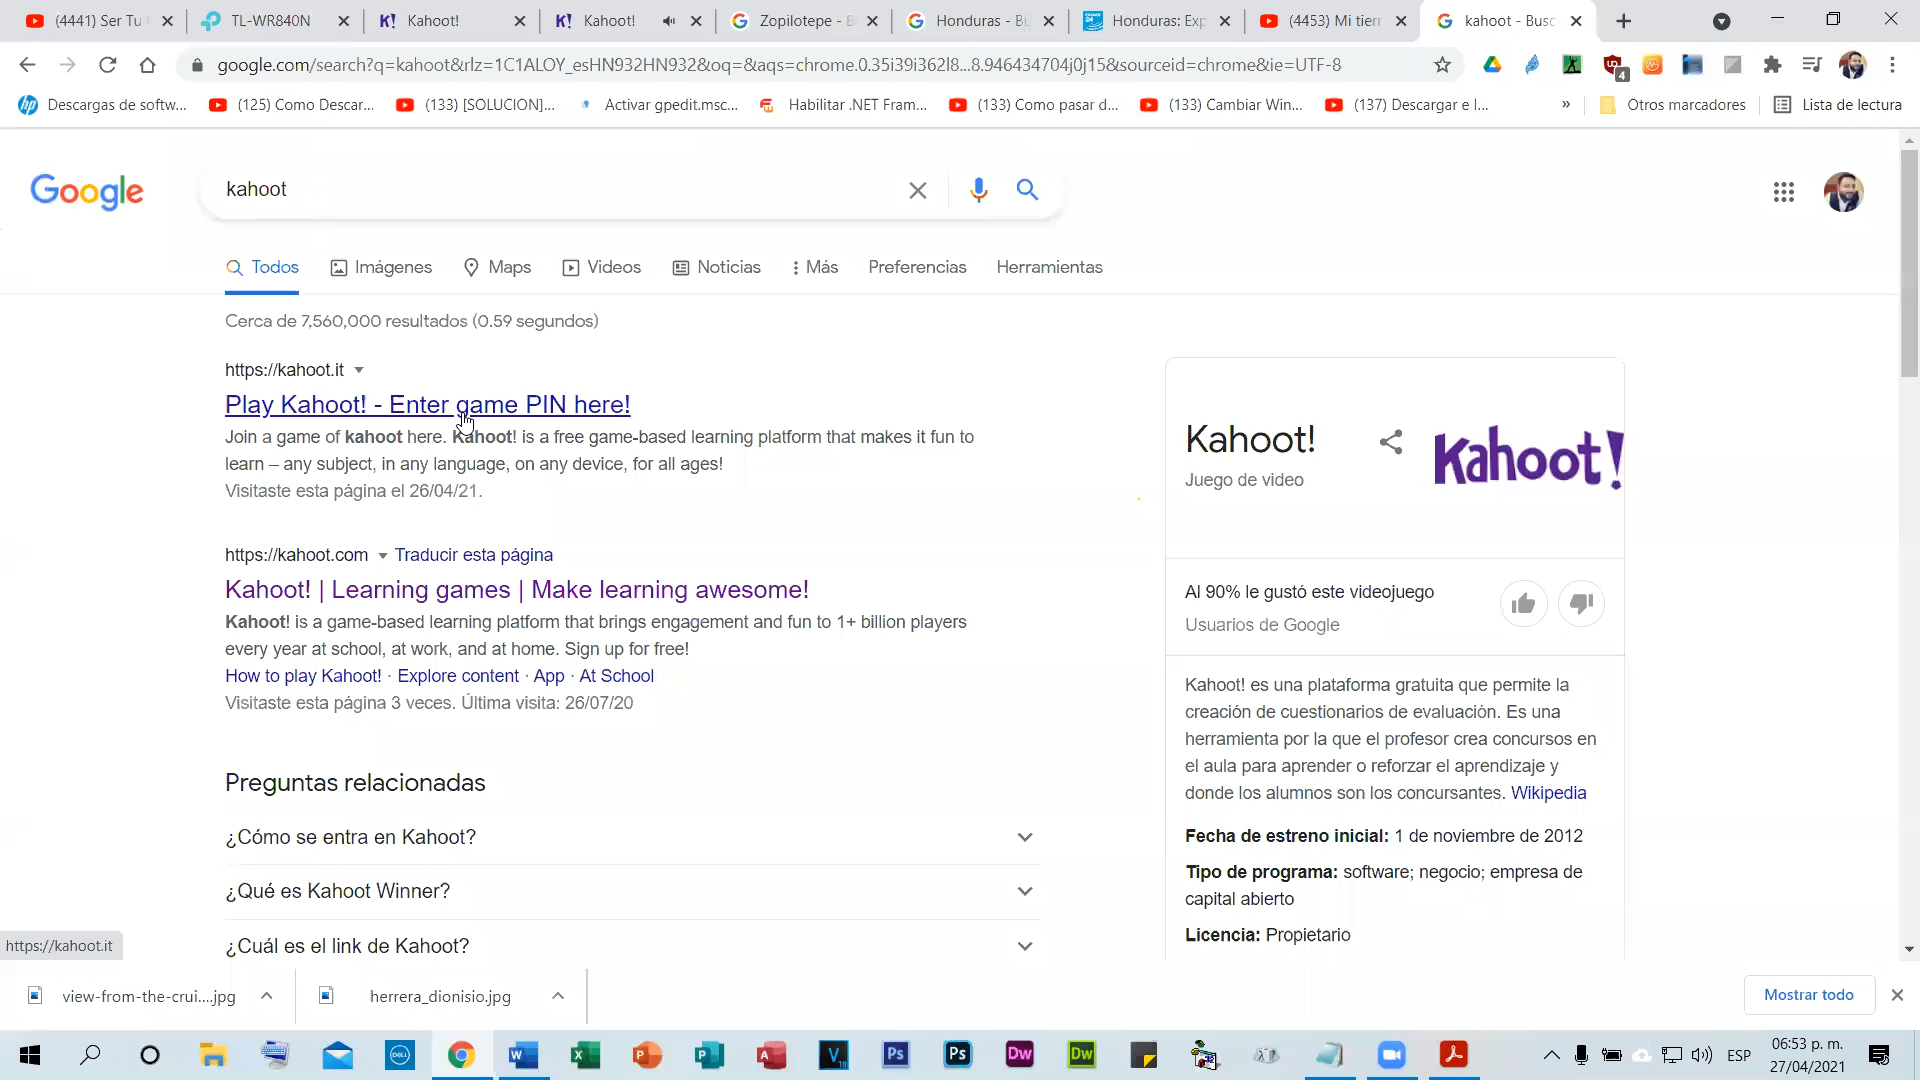 (4441) Ser Tu
TL-WR840N
Kahoot!
Kahoot!
Zopilotepe - B
Honduras - Bú
Honduras: Exp
(4453) Mi tierr
kahoot - Busc
google.com/search?q=kahoot&rlz=1C1ALOY_esHN932HN932&oq=&aqs=chrome.0.35i39i362l8...8.946434704j0j15&sourceid=chrome&ie=UTF-8
4
Descargas de softw...
(125) Como Descar...
(133) [SOLUCION]...
Activar gpedit.msc...
Habilitar .NET Fram...
(133) Como pasar d...
(133) Cambiar Win...
(137) Descargar e I...
»
Otros marcadores
Lista de lectura
Google
kahoot
Todos
Imágenes
Maps
Videos
Noticias
Más
Preferencias
Herramientas
Cerca de 7,560,000 resultados (0.59 segundos)
https://kahoot.it
Play Kahoot! - Enter game PIN here!
Join a game of kahoot here. Kahoot! is a free game-based learning platform that makes it fun to
learn – any subject, in any language, on any device, for all ages!
Visitaste esta página el 26/04/21.
https://kahoot.com
Traducir esta página
Kahoot! | Learning games | Make learning awesome!
Kahoot! is a game-based learning platform that brings engagement and fun to 1+ billion players
every year at school, at work, and at home. Sign up for free!
How to play Kahoot! · Explore content · App · At School
Visitaste esta página 3 veces. Última visita: 26/07/20
Preguntas relacionadas
¿Cómo se entra en Kahoot?
¿Qué es Kahoot Winner?
¿Cuál es el link de Kahoot?
Kahoot!
Juego de video
Kahoot!
Al 90% le gustó este videojuego
Usuarios de Google
Kahoot! es una plataforma gratuita que permite la
creación de cuestionarios de evaluación. Es una
herramienta por la que el profesor crea concursos en
el aula para aprender o reforzar el aprendizaje y
donde los alumnos son los concursantes. Wikipedia
Fecha de estreno inicial: 1 de noviembre de 2012
Tipo de programa: software; negocio; empresa de
capital abierto
Licencia: Propietario
https://kahoot.it
view-from-the-crui....jpg
herrera_dionisio.jpg
Mostrar todo
ESP
06:53 p. m.
27/04/2021